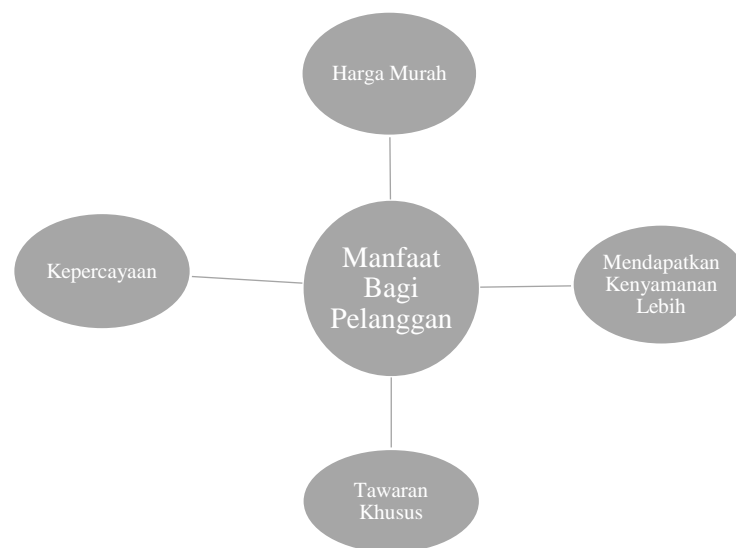 Harga Murah
Kepercayaan
Manfaat
Bagi
Pelanggan
Mendapatkan
Kenyamanan
Lebih
Tawaran
Khusus